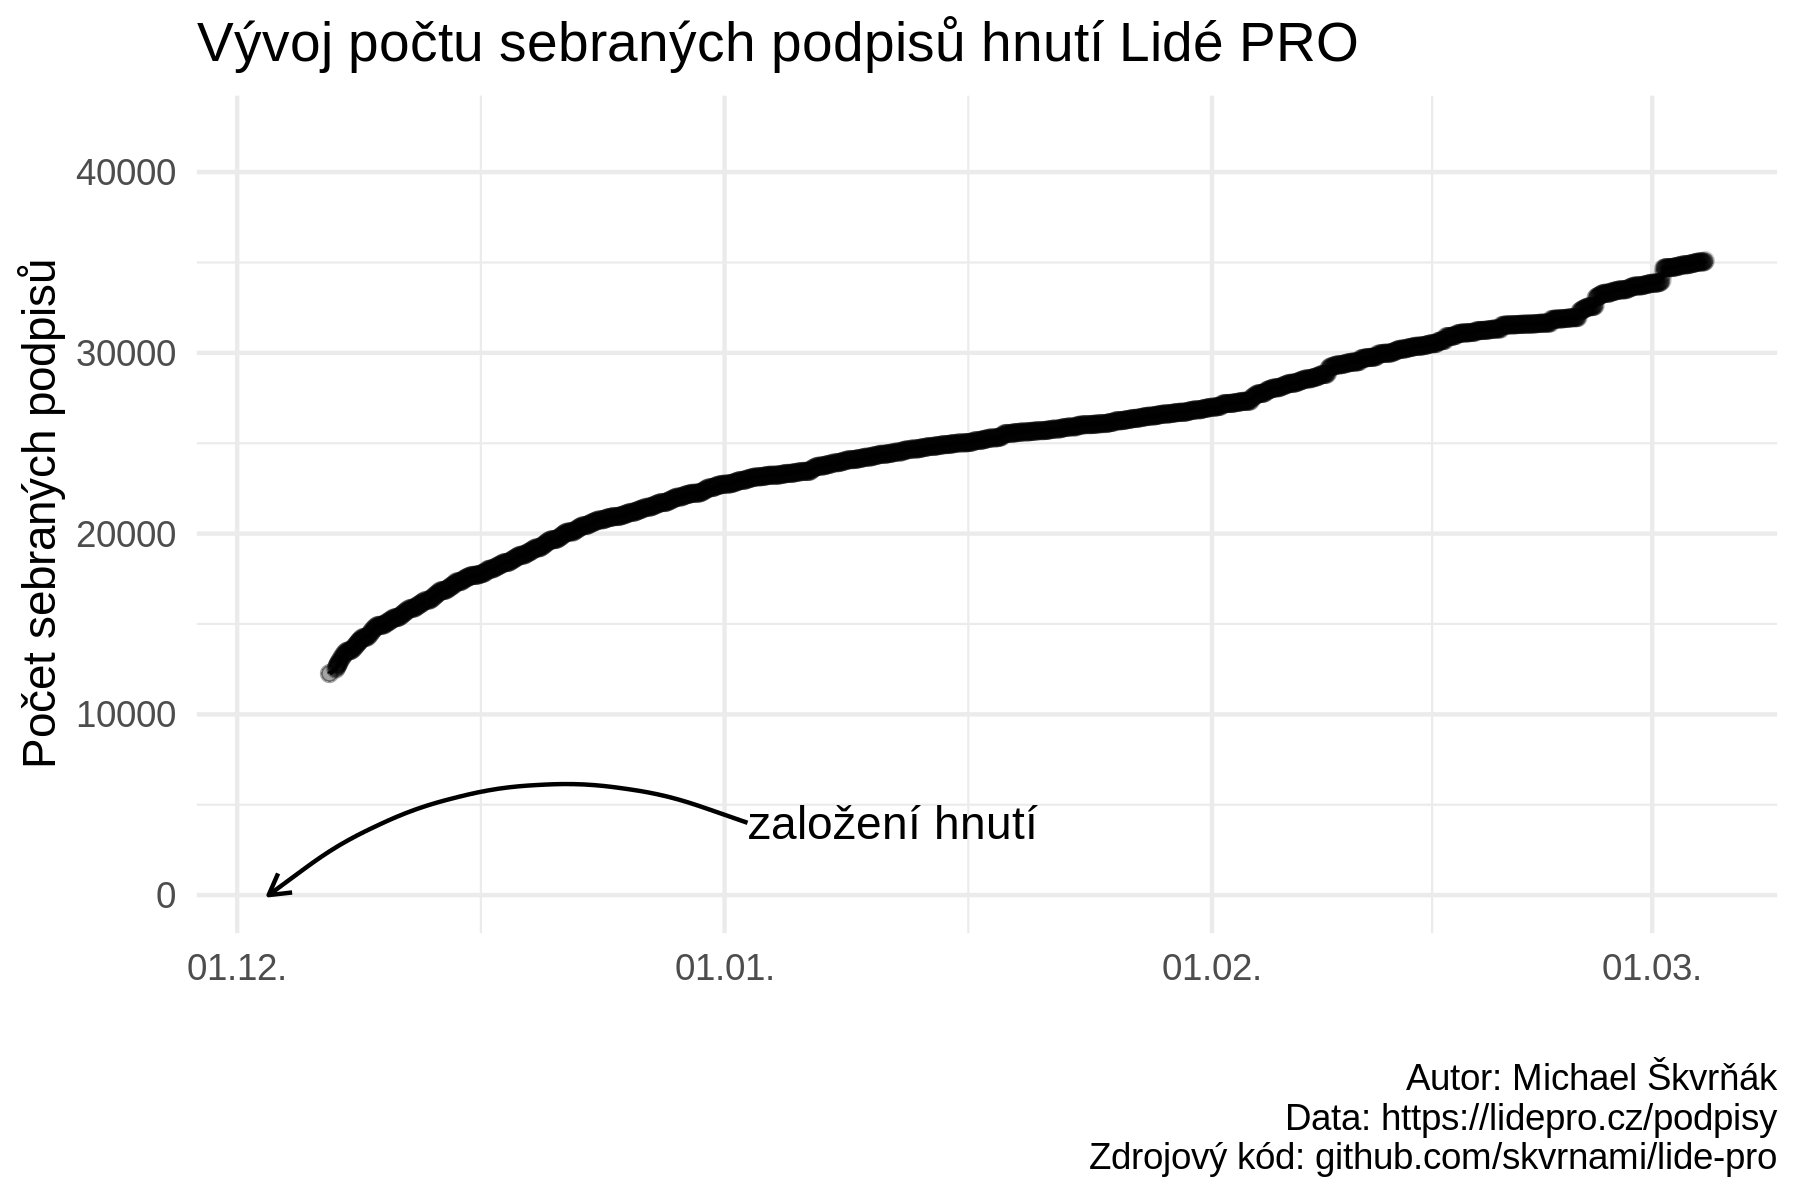 Vývoj počtu sebraných podpisů hnutí Lidé PRO
Počet sebraných podpisů
40000
30000
20000
10000
0
založení hnutí
01.12.
01.01.
01.02.
01.03.
Autor: Michael Škvrňák
Data: https://lidepro.cz/podpisy
Zdrojový kód: github.com/skvrnami/lide-pro